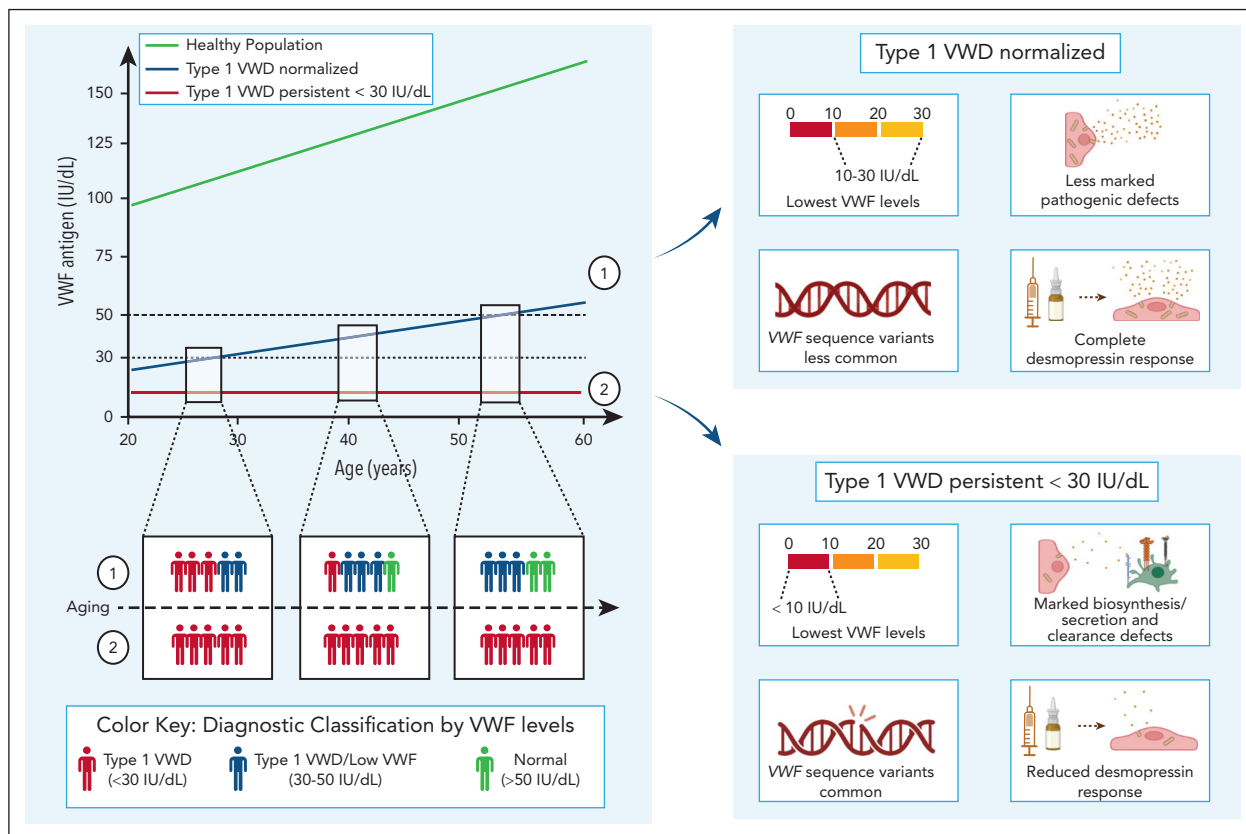 Healthy Population
Type 1 VWD normalized
Type 1 VWD persistent < 30 IU/dL
VWF antigen (IU/dL)
150
125
100
75
50
30
0
20
30
40
50
60
Age (years)
1
2
1
Aging
2
Color Key: Diagnostic Classification by VWF levels
Type 1 VWD
(<30 IU/dL)
Type 1 VWD/Low VWF
(30-50 IU/dL)
Normal
(>50 IU/dL)
Type 1 VWD normalized
0 10 20 30
10-30 IU/dL
Lowest VWF levels
Less marked
pathogenic defects
VWF sequence variants
less common
Complete
desmopressin response
Type 1 VWD persistent < 30 IU/dL
0 10 20 30
< 10 IU/dL
Lowest VWF levels
Marked biosynthesis/
secretion and
clearance defects
VWF sequence variants
common
Reduced desmopressin
response